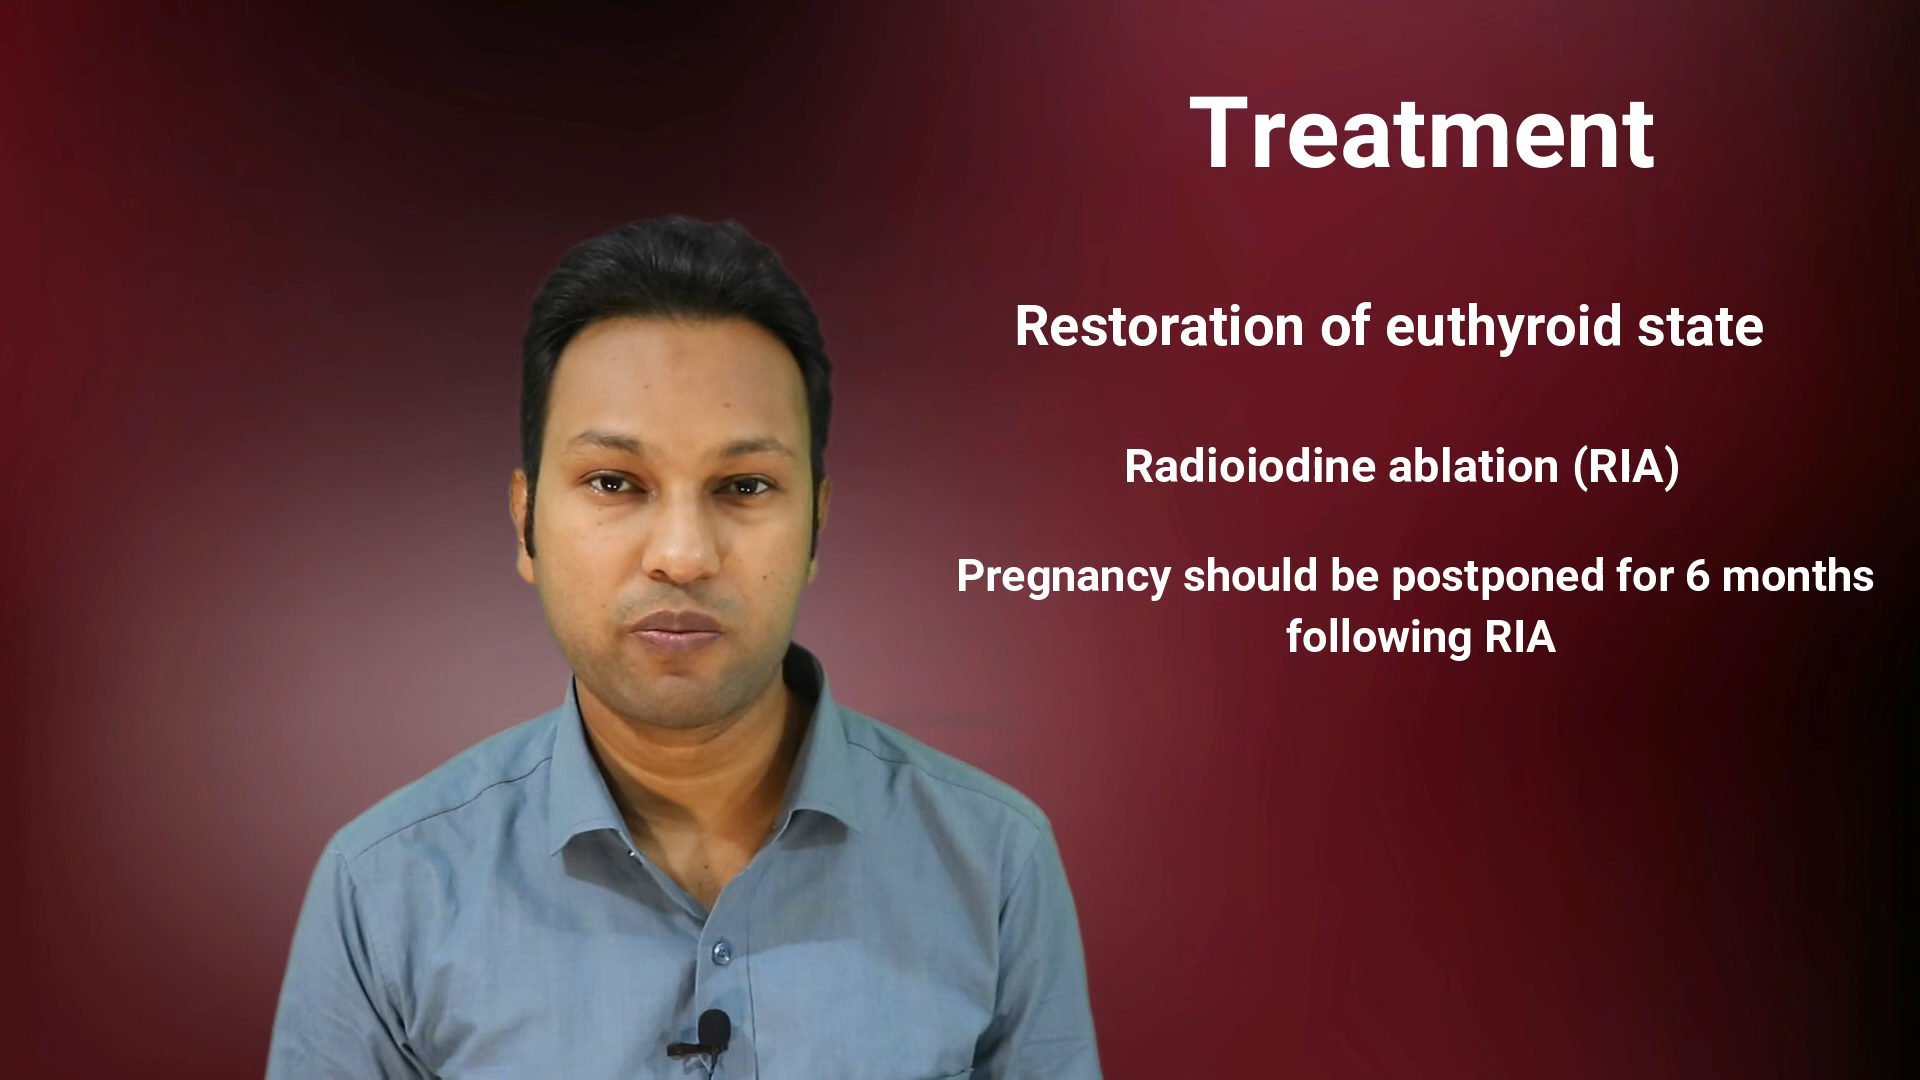 Treatment
Restoration of euthyroid state
Radioiodine ablation (RIA)
Pregnancy should be postponed for 6 months
following RIA